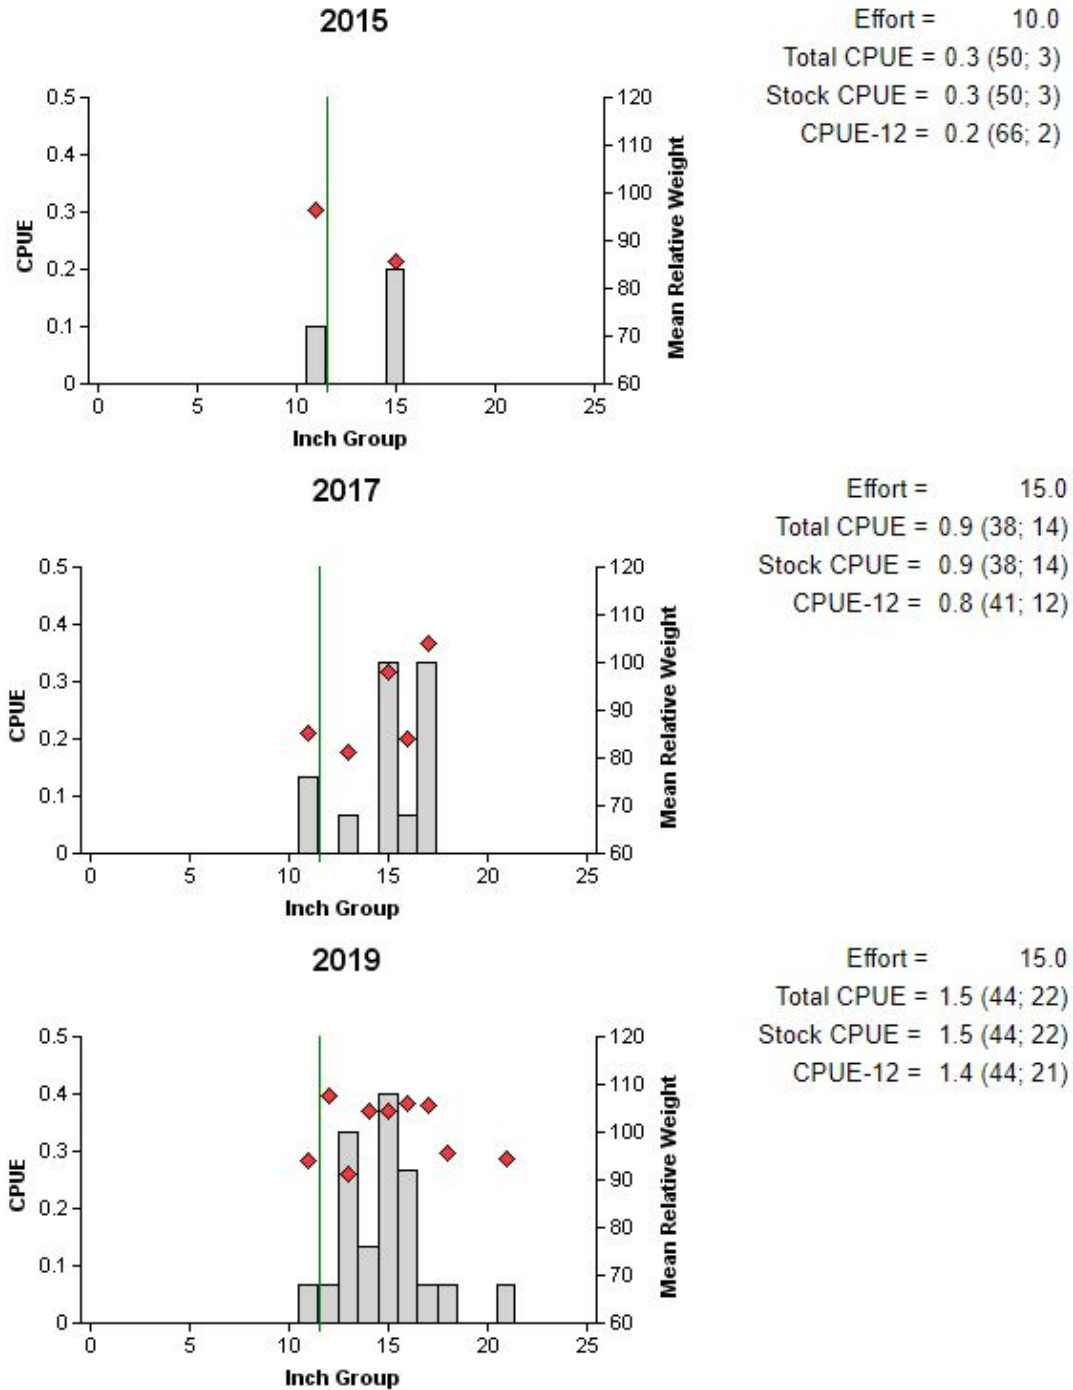 2015
Effort = 10.0
Total CPUE = 0.3 (50; 3)
Stock CPUE = 0.3 (50; 3)
CPUE-12 = 0.2 (66; 2)
0.5
0.4
0.3
0.2
0.1
0
CPUE
120
110
100
90
80
70
60
Mean Relative Weight
0 5 10 15 20 25
Inch Group
2017
Effort = 15.0
Total CPUE = 0.9 (38; 14)
Stock CPUE = 0.9 (38; 14)
CPUE-12 = 0.8 (41; 12)
0.5
0.4
0.3
0.2
0.1
0
CPUE
120
110
100
90
80
70
60
Mean Relative Weight
0 5 10 15 20 25
Inch Group
2019
Effort = 15.0
Total CPUE = 1.5 (44; 22)
Stock CPUE = 1.5 (44; 22)
CPUE-12 = 1.4 (44; 21)
0.5
0.4
0.3
0.2
0.1
0
CPUE
120
110
100
90
80
70
60
Mean Relative Weight
0 5 10 15 20 25
Inch Group